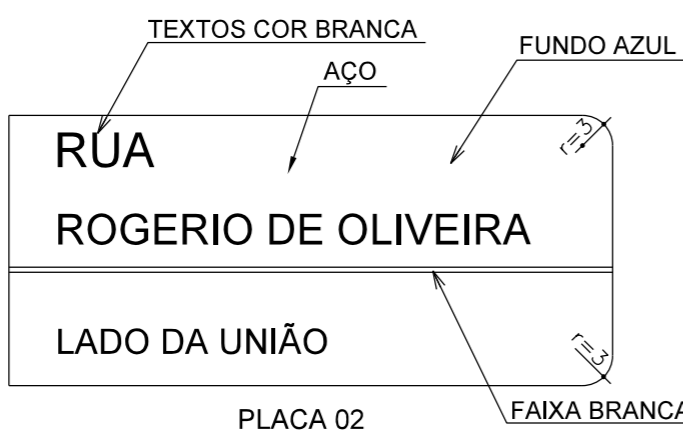 TEXTOS COR BRANCA
FUNDO AZUL
AÇO
r=3
RUA
ROGERIO DE OLIVEIRA
LADO DA UNIÃO
r=3
PLACA 02
FAIXA BRANCA